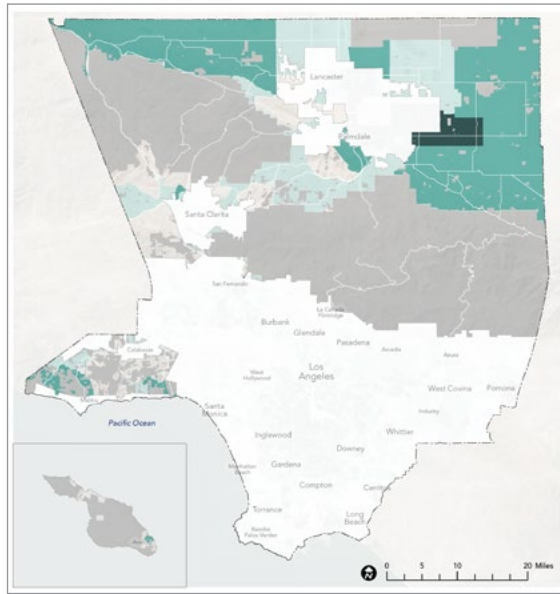 Lancaster
Palmdale
Santa Clarita
San Fernando
La Cañada
Flintridge
Burbank
Glendale
Pasadena
Arcadia
Azusa
Calabasas
West
Hollywood
Los
Angeles
West Covina
Pomona
Malibu
Santa
Monica
Industry
Pacific Ocean
Whittier
Inglewood
Downey
Manhattan
Beach
Gardena
Compton
Cerritos
Torrance
Long
Beach
Rancho
Palos Verdes
0 5 10 20 Miles